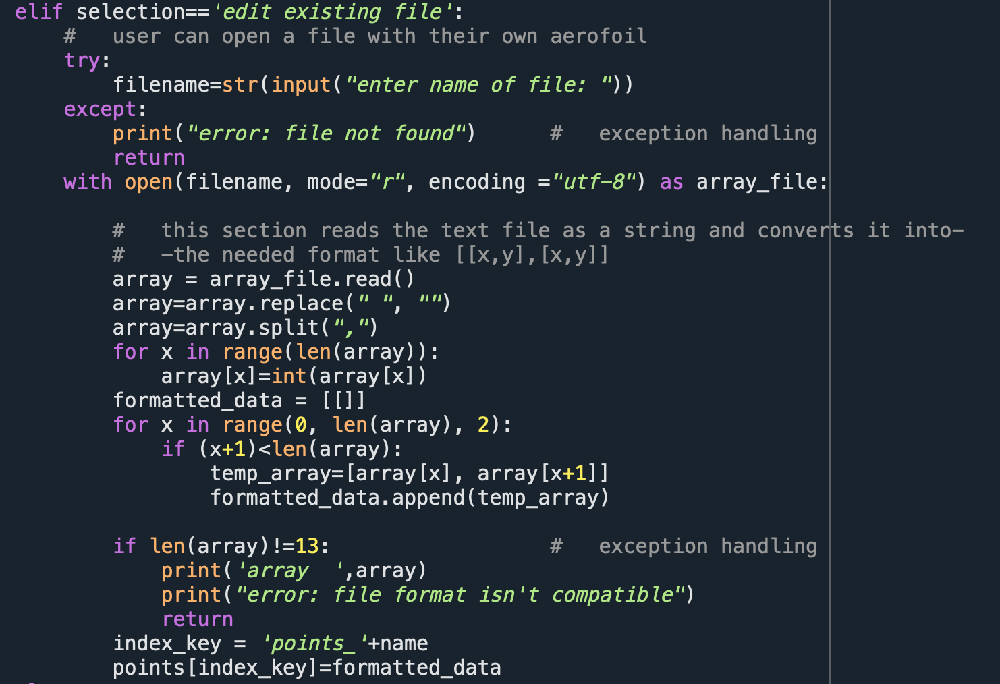 elif selection=='edit existing file':
    #   user can open a file with their own aerofoil
    try:
        filename=str(input("enter name of file: "))
    except:
        print("error: file not found")      #   exception handling
        return
    with open(filename, mode="r", encoding ="utf-8") as array_file:
        #   this section reads the text file as a string and converts it into-
        #   -the needed format like [[x,y],[x,y]]
        array = array_file.read()
        array=array.replace(" ", "")
        array=array.split(",")
        for x in range(len(array)):
            array[x]=int(array[x])
        formatted_data = [[]]
        for x in range(0, len(array), 2):
            if (x+1)<len(array):
                temp_array=[array[x], array[x+1]]
                formatted_data.append(temp_array)
        if len(array)!=13:                  #   exception handling
            print('array  ',array)
            print("error: file format isn't compatible")
            return
        index_key = 'points_'+name
        points[index_key]=formatted_data